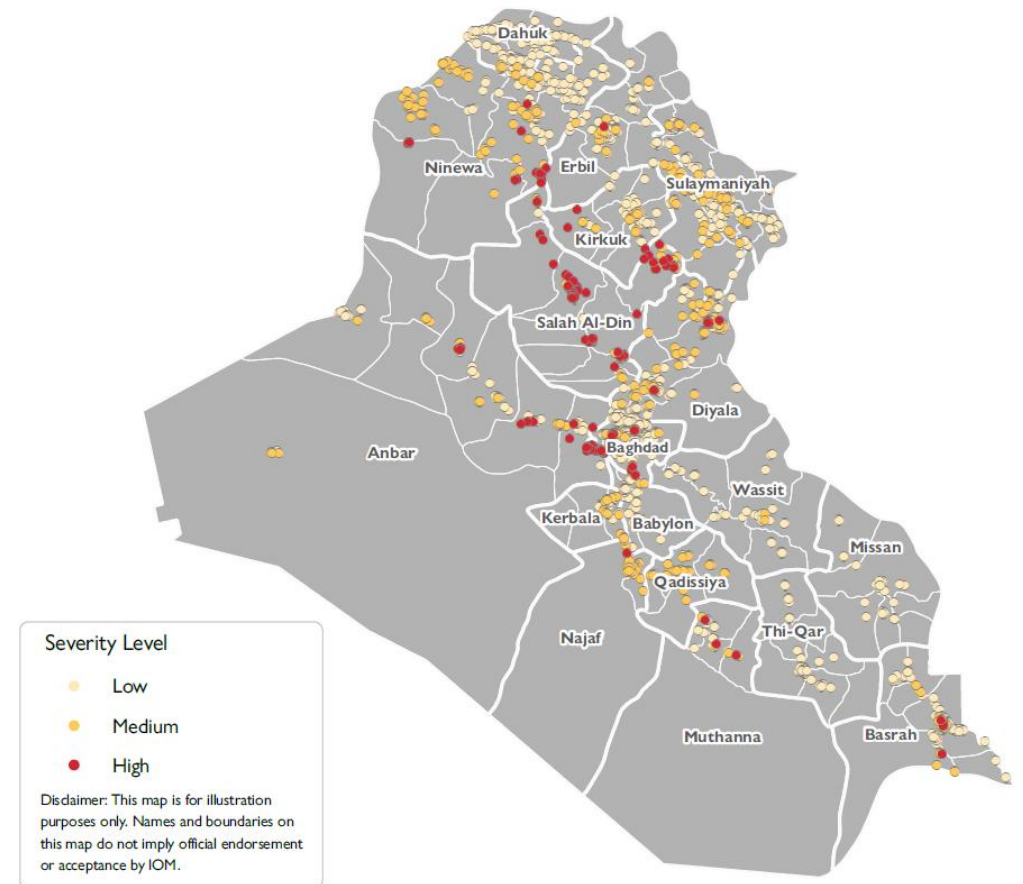 Dahuk
Ninewa
Erbil
Sulaymaniyah
Kirkuk
Salah Al-Din
Diyala
Baghdad
Anbar
Wassit
Kerbala
Babylon
Missan
Qadissiya
Najaf
Thi-Qar
Muthanna
Basrah
Severity Level
Low
Medium
High
Disclaimer: This map is for illustration
purposes only. Names and boundaries on
this map do not imply official endorsement
or acceptance by IOM.